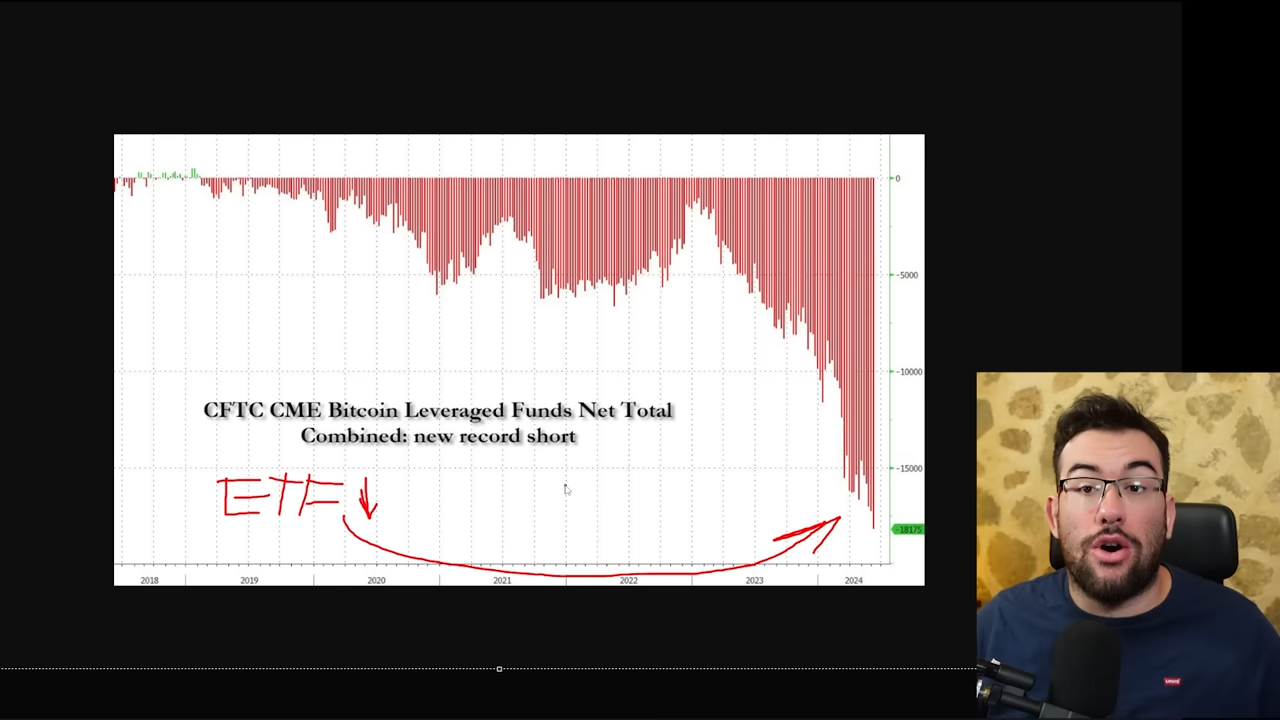 0
-5000
-10000
CFTC CME Bitcoin Leveraged Funds Net Total
Combined: new record short
-15000
ETF
-18175
2018 2019 2020 2021 2022 2023 2024
Levi's